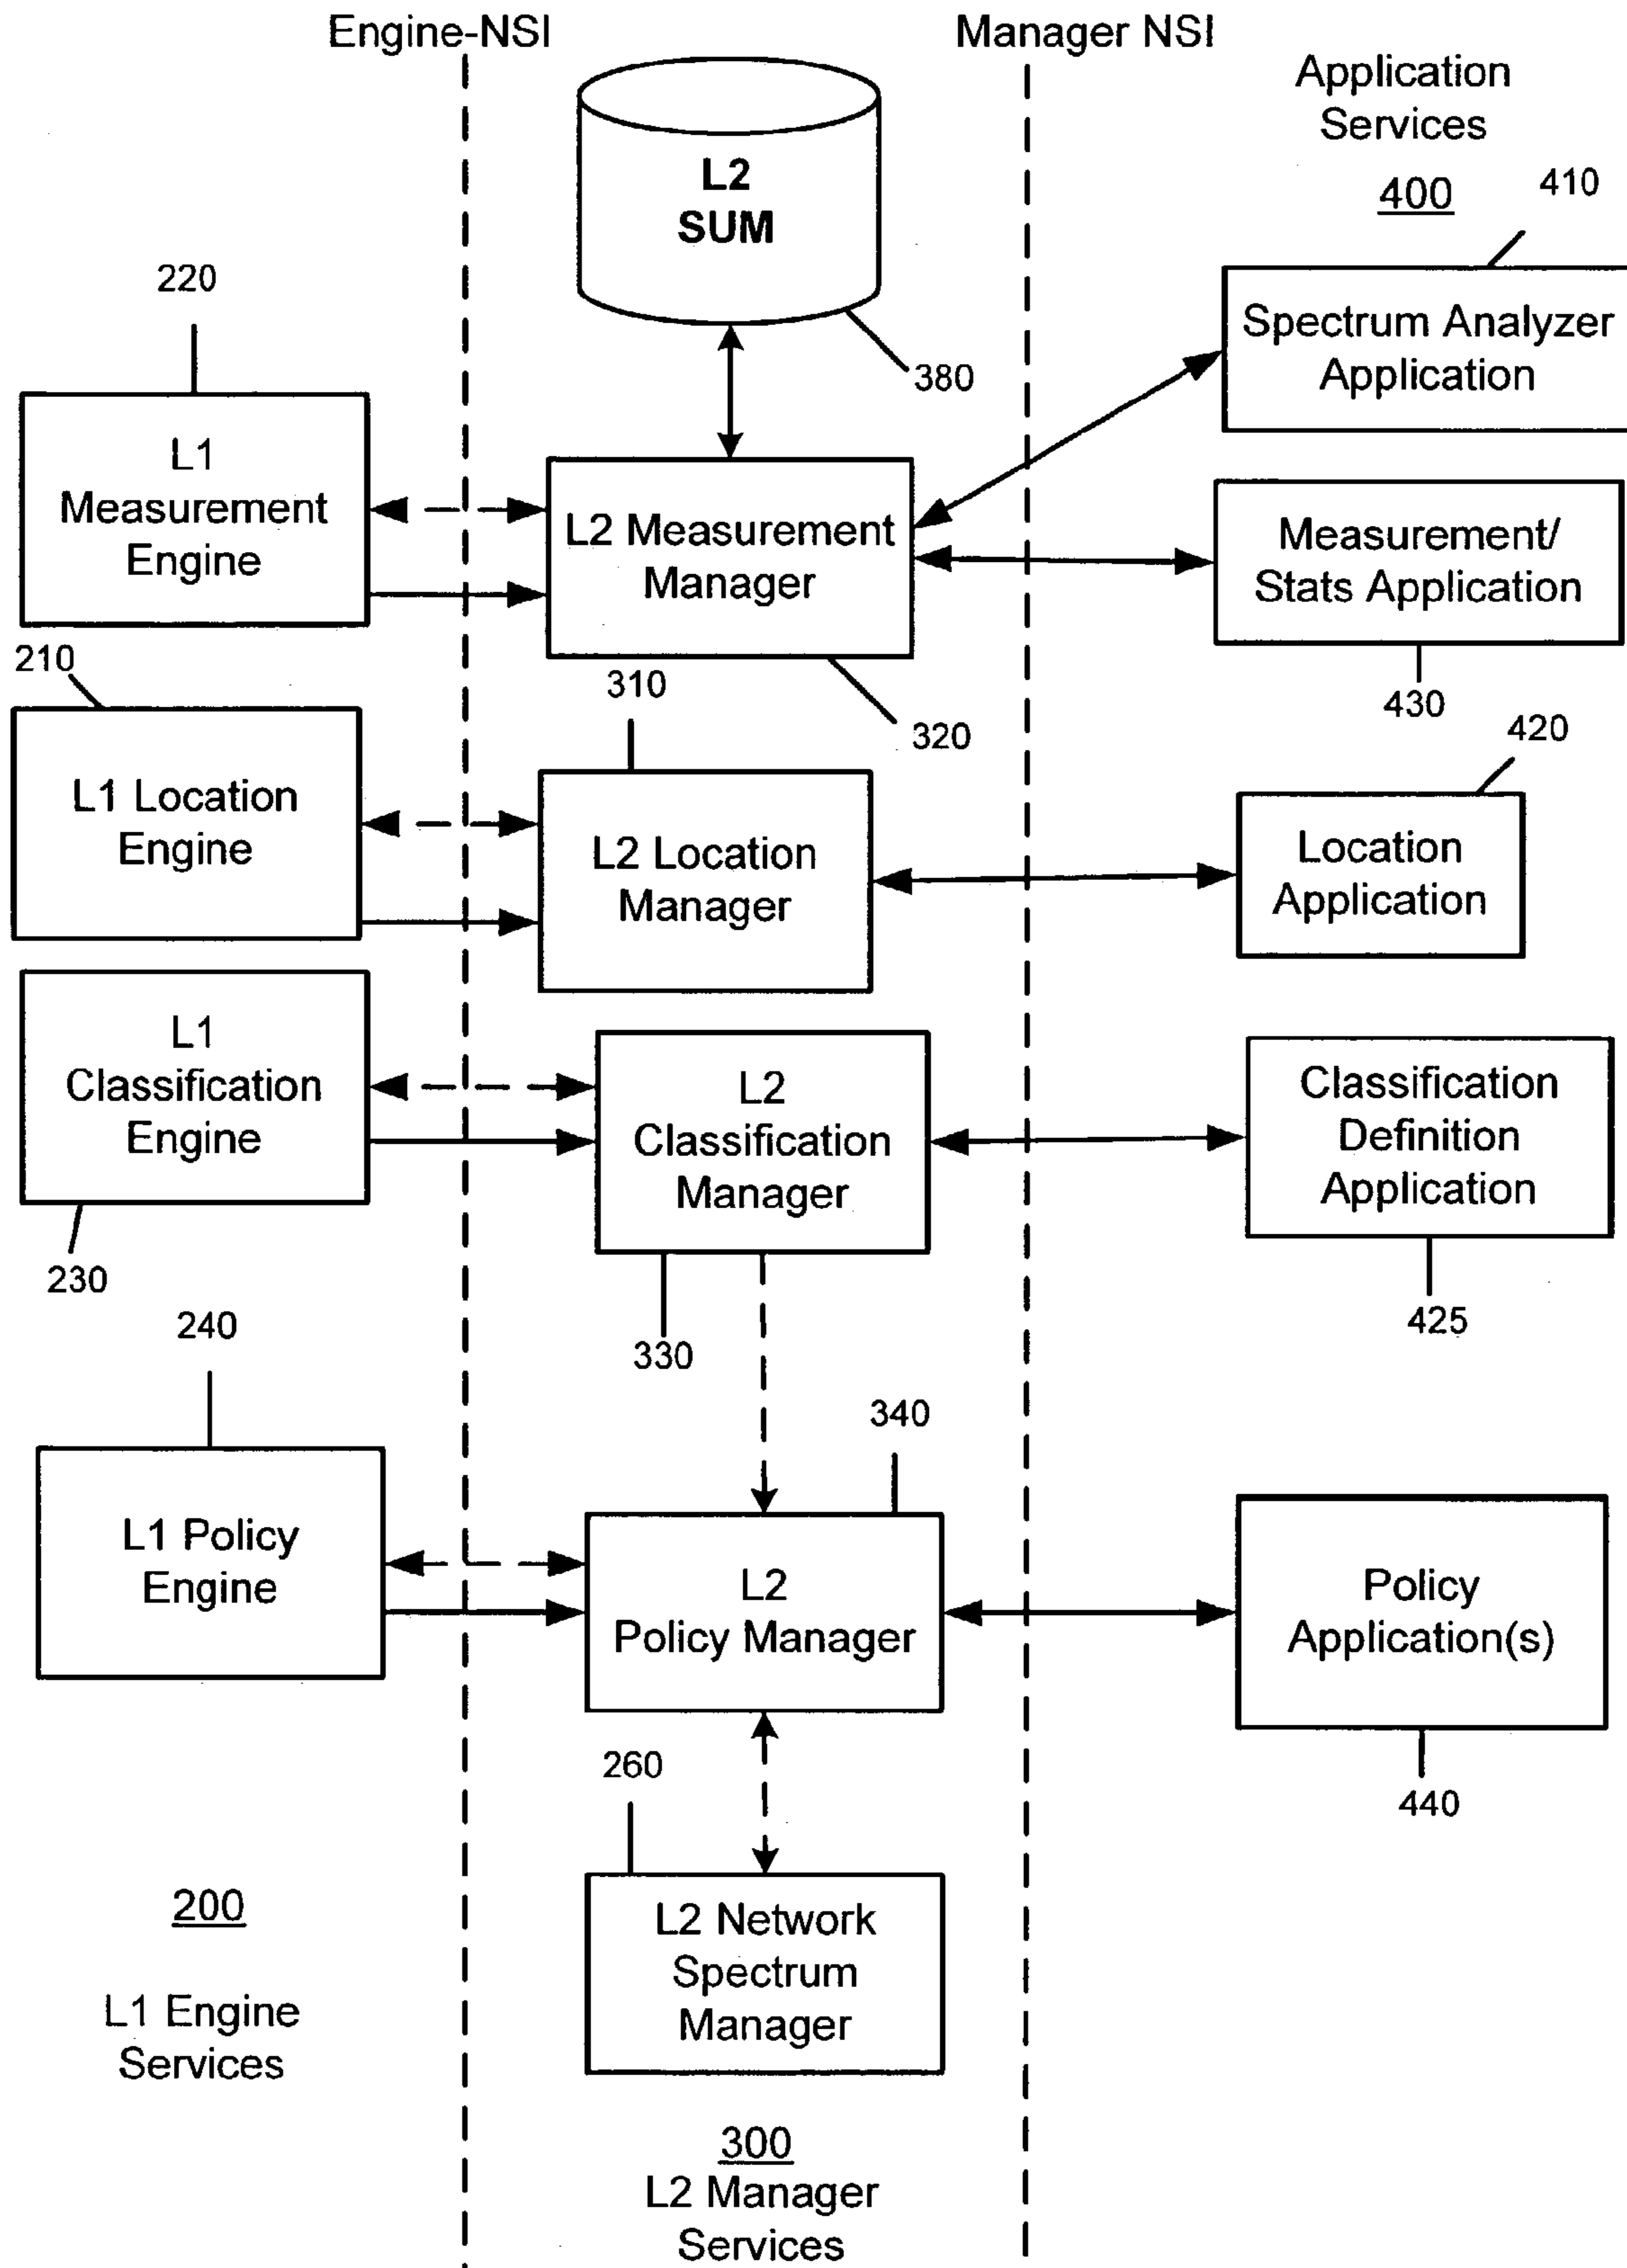 Engine-NSI
Manager NSI
Application
Services
400
410
L2
SUM
380
220
Spectrum Analyzer
Application
L1
Measurement
Engine
L2 Measurement
Manager
320
Measurement/
Stats Application
430
210
310
420
L1 Location
Engine
L2 Location
Manager
Location
Application
L1
Classification
Engine
230
L2
Classification
Manager
330
Classification
Definition
Application
425
240
340
L1 Policy
Engine
L2
Policy Manager
Policy
Application(s)
440
260
L2 Network
Spectrum
Manager
200
L1 Engine
Services
300
L2 Manager
Services